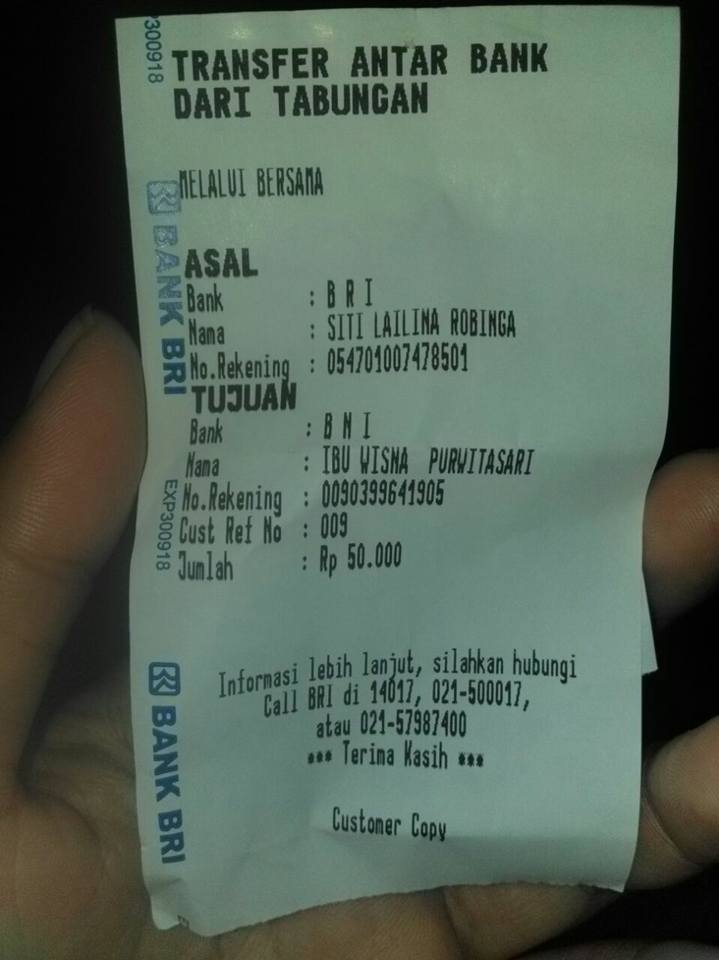 P300918
TRANSFER ANTAR BANK
DARI TABUNGAN
MELALUI BERSAMA
BANK BRI
ASAL
Bank : B R I
Nama : SITI LAILINA ROBINGA
No.Rekening : 054701007478501
TUJUAN
Bank : B N I
Nama : IBU WISNA PURWITASARI
No.Rekening : 0090399641905
Cust Ref No : 009
Jumlah : Rp 50.000
EXP300918
Informasi lebih lanjut, silahkan hubungi
Call BRI di 14017, 021-500017,
atau 021-57987400
*** Terima Kasih ***
BANK BRI
Customer Copy